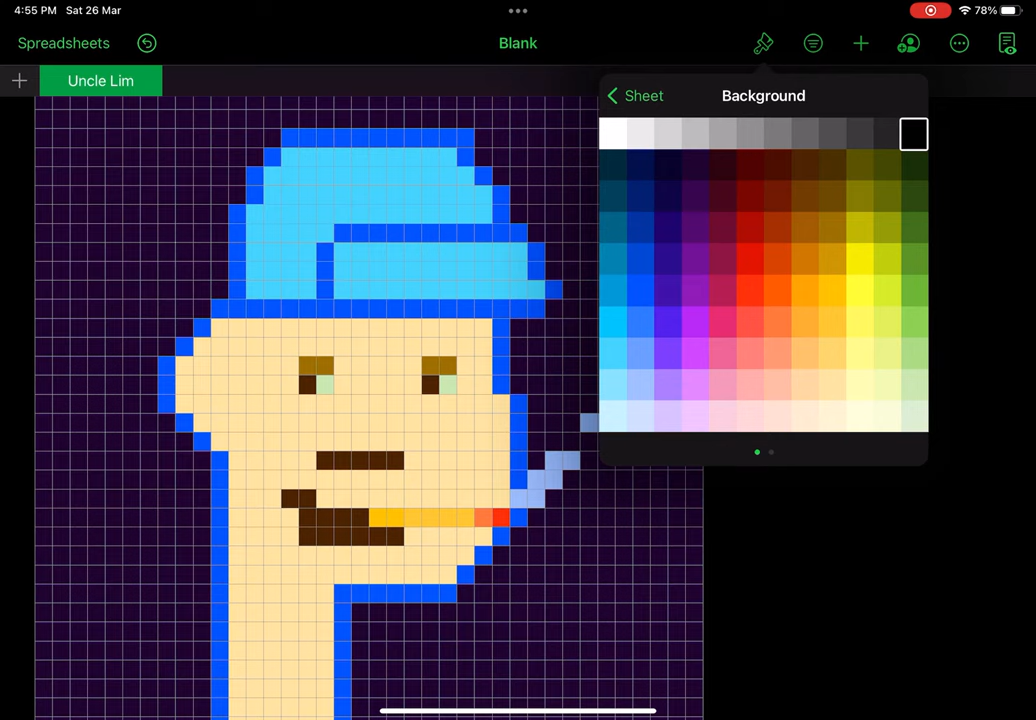 4:55 PM Sat 26 Mar
78%
Spreadsheets
Blank
Uncle Lim
Sheet
Background